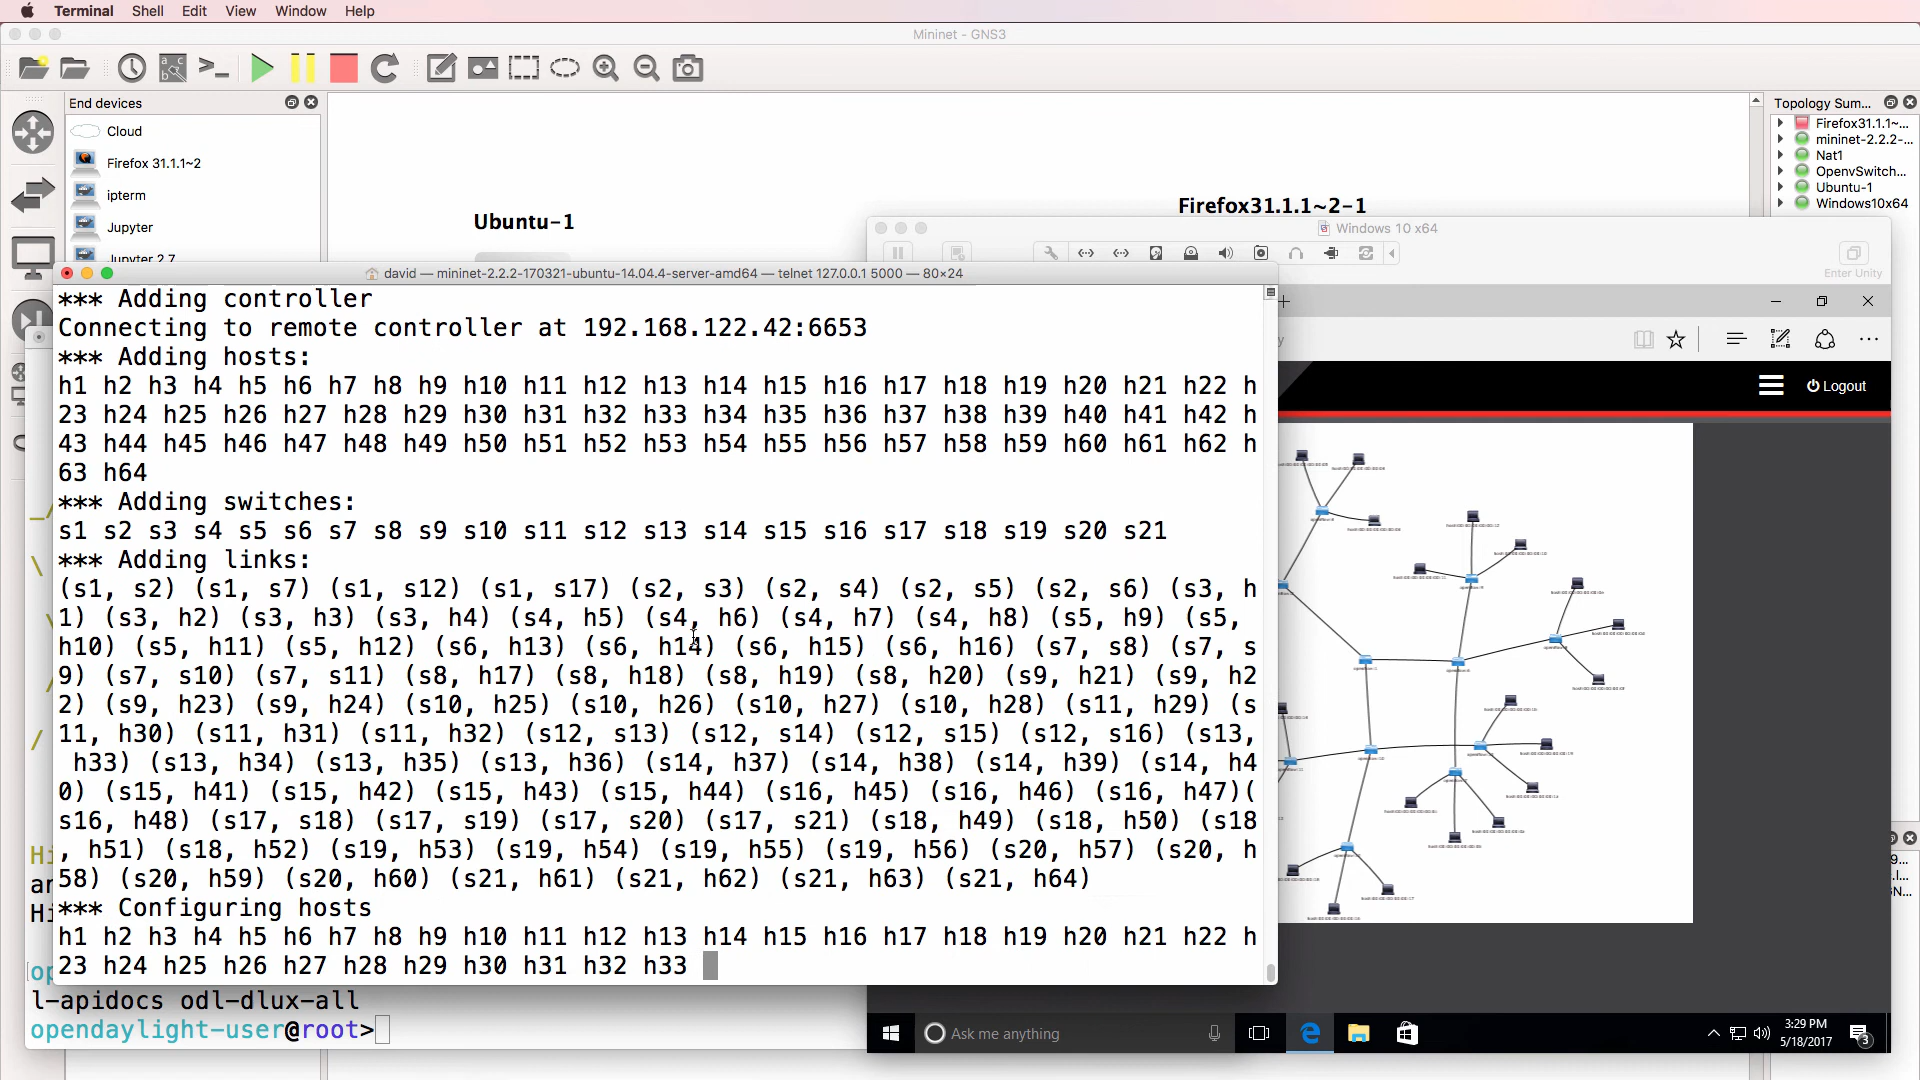 Terminal Shell Edit View Window Help
Mininet - GNS3
End devices
Cloud
Firefox 31.1.1~2
ipterm
Jupyter
Jupyter 2.7
Ubuntu-1
Firefox31.1.1~2-1
Topology Sum...
Firefox31.1.1~...
mininet-2.2.2-...
Nat1
OpenvSwitch...
Ubuntu-1
Windows10x64
Windows 10 x64
Enter Unity
Logout
david — mininet-2.2.2-170321-ubuntu-14.04.4-server-amd64 — telnet 127.0.0.1 5000 — 80×24
*** Adding controller
Connecting to remote controller at 192.168.122.42:6653
*** Adding hosts:
h1 h2 h3 h4 h5 h6 h7 h8 h9 h10 h11 h12 h13 h14 h15 h16 h17 h18 h19 h20 h21 h22 h
23 h24 h25 h26 h27 h28 h29 h30 h31 h32 h33 h34 h35 h36 h37 h38 h39 h40 h41 h42 h
43 h44 h45 h46 h47 h48 h49 h50 h51 h52 h53 h54 h55 h56 h57 h58 h59 h60 h61 h62 h
63 h64
*** Adding switches:
s1 s2 s3 s4 s5 s6 s7 s8 s9 s10 s11 s12 s13 s14 s15 s16 s17 s18 s19 s20 s21
*** Adding links:
(s1, s2) (s1, s7) (s1, s12) (s1, s17) (s2, s3) (s2, s4) (s2, s5) (s2, s6) (s3, h
1) (s3, h2) (s3, h3) (s3, h4) (s4, h5) (s4, h6) (s4, h7) (s4, h8) (s5, h9) (s5,
h10) (s5, h11) (s5, h12) (s6, h13) (s6, h14) (s6, h15) (s6, h16) (s7, s8) (s7, s
9) (s7, s10) (s7, s11) (s8, h17) (s8, h18) (s8, h19) (s8, h20) (s9, h21) (s9, h2
2) (s9, h23) (s9, h24) (s10, h25) (s10, h26) (s10, h27) (s10, h28) (s11, h29) (s
11, h30) (s11, h31) (s11, h32) (s12, s13) (s12, s14) (s12, s15) (s12, s16) (s13,
h33) (s13, h34) (s13, h35) (s13, h36) (s14, h37) (s14, h38) (s14, h39) (s14, h4
0) (s15, h41) (s15, h42) (s15, h43) (s15, h44) (s16, h45) (s16, h46) (s16, h47)(
s16, h48) (s17, s18) (s17, s19) (s17, s20) (s17, s21) (s18, h49) (s18, h50) (s18
, h51) (s18, h52) (s19, h53) (s19, h54) (s19, h55) (s19, h56) (s20, h57) (s20, h
58) (s20, h59) (s20, h60) (s21, h61) (s21, h62) (s21, h63) (s21, h64)
*** Configuring hosts
h1 h2 h3 h4 h5 h6 h7 h8 h9 h10 h11 h12 h13 h14 h15 h16 h17 h18 h19 h20 h21 h22 h
23 h24 h25 h26 h27 h28 h29 h30 h31 h32 h33
l-apidocs odl-dlux-all
opendaylight-user@root>
Ask me anything
3:29 PM
5/18/2017
3